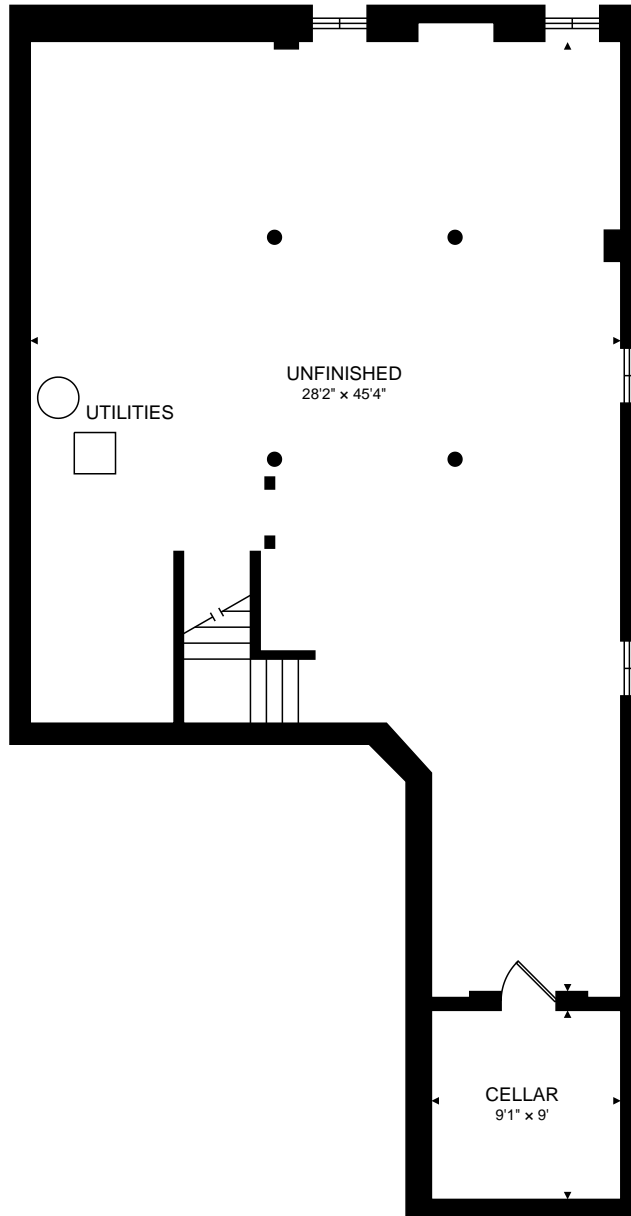 UNFINISHED
28'2" × 45'4"
UTILITIES
CELLAR
9'1" × 9'